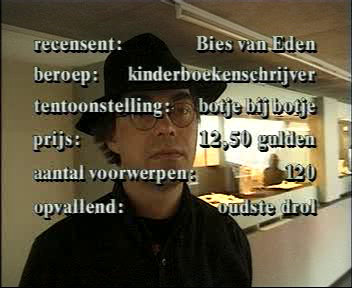 recensent: Bies van Eden
beroep: kinderboekenschrijver
tentoonstelling: botje bij botje
prijs: 12,50 gulden
aantal voorwerpen: 120
opvallend: oudste drol